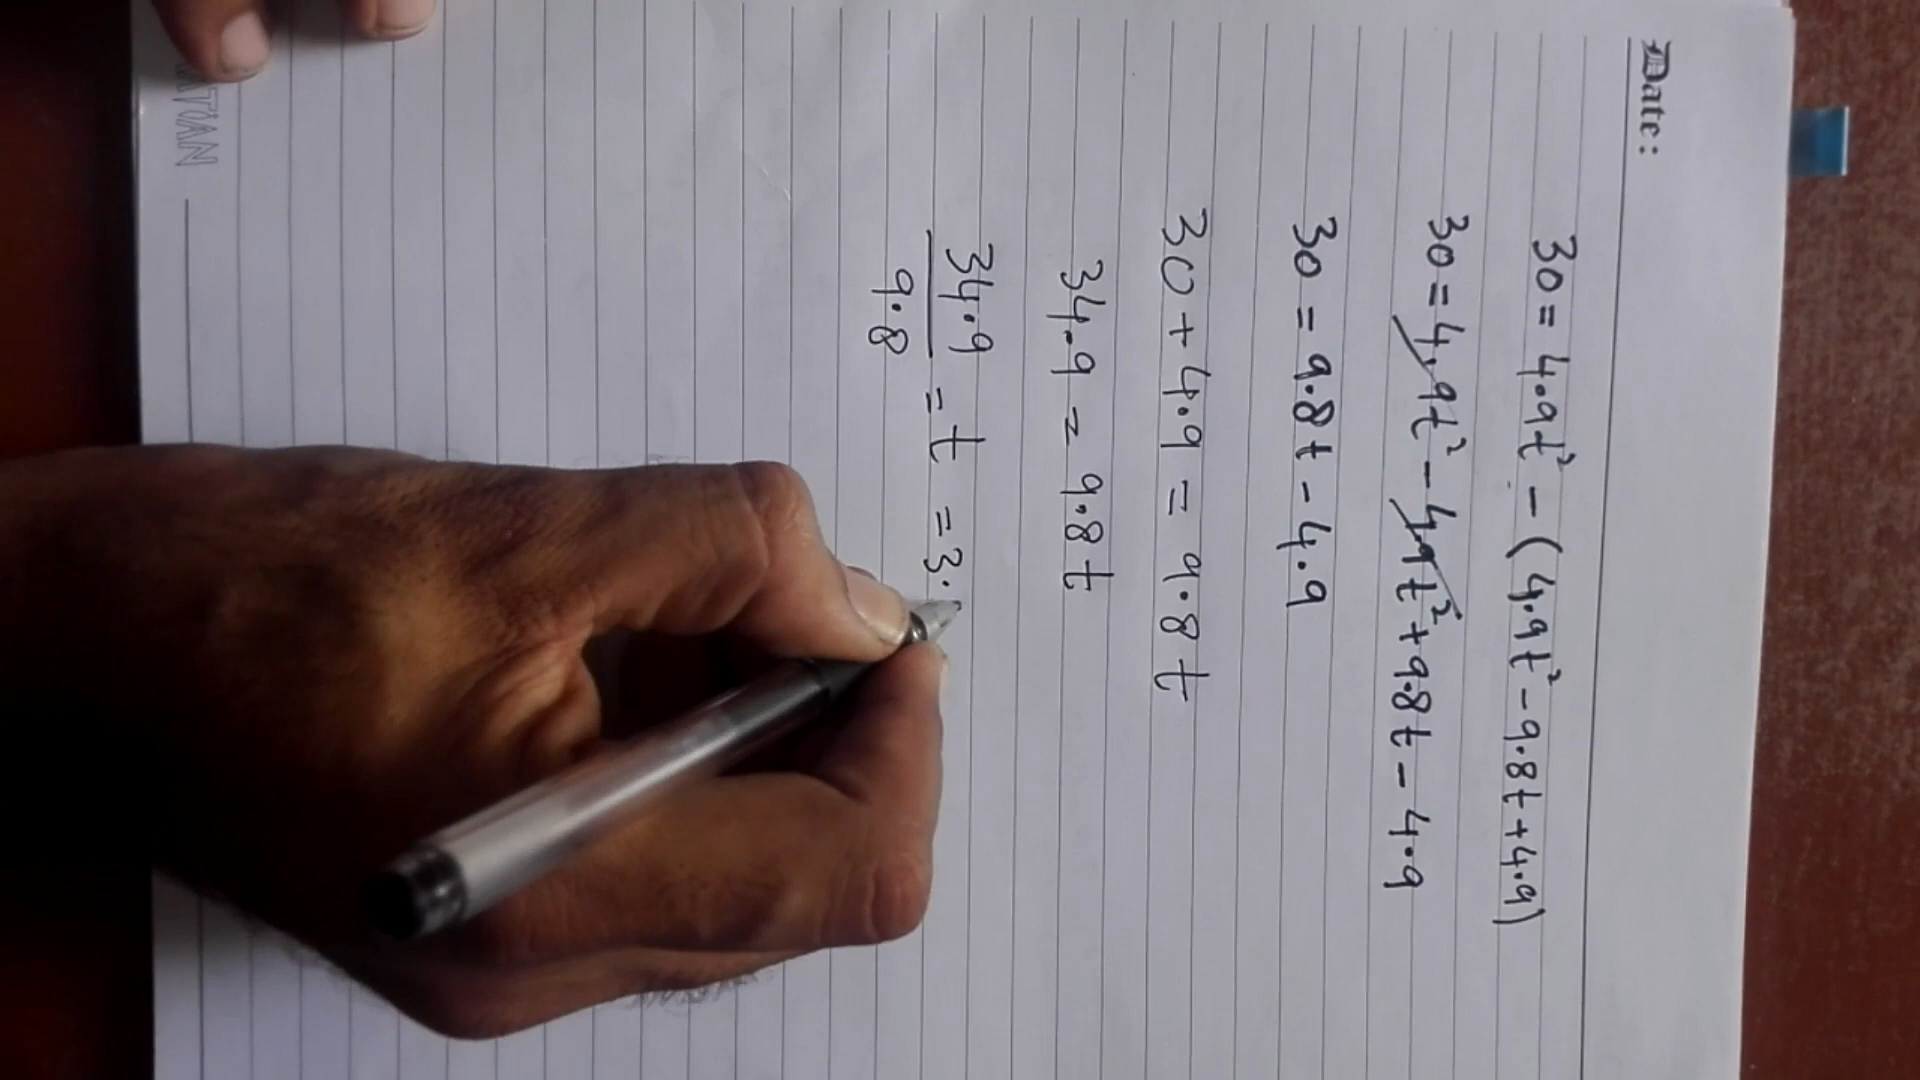 Date:
30 = 4.9t² - (4.9t² - 9.8t + 4.9)
30 = 4.9t² - 4.9t² + 9.8t - 4.9
30 = 9.8t - 4.9
30 + 4.9 = 9.8t
34.9 = 9.8t
34.9
9.8
= t = 3.